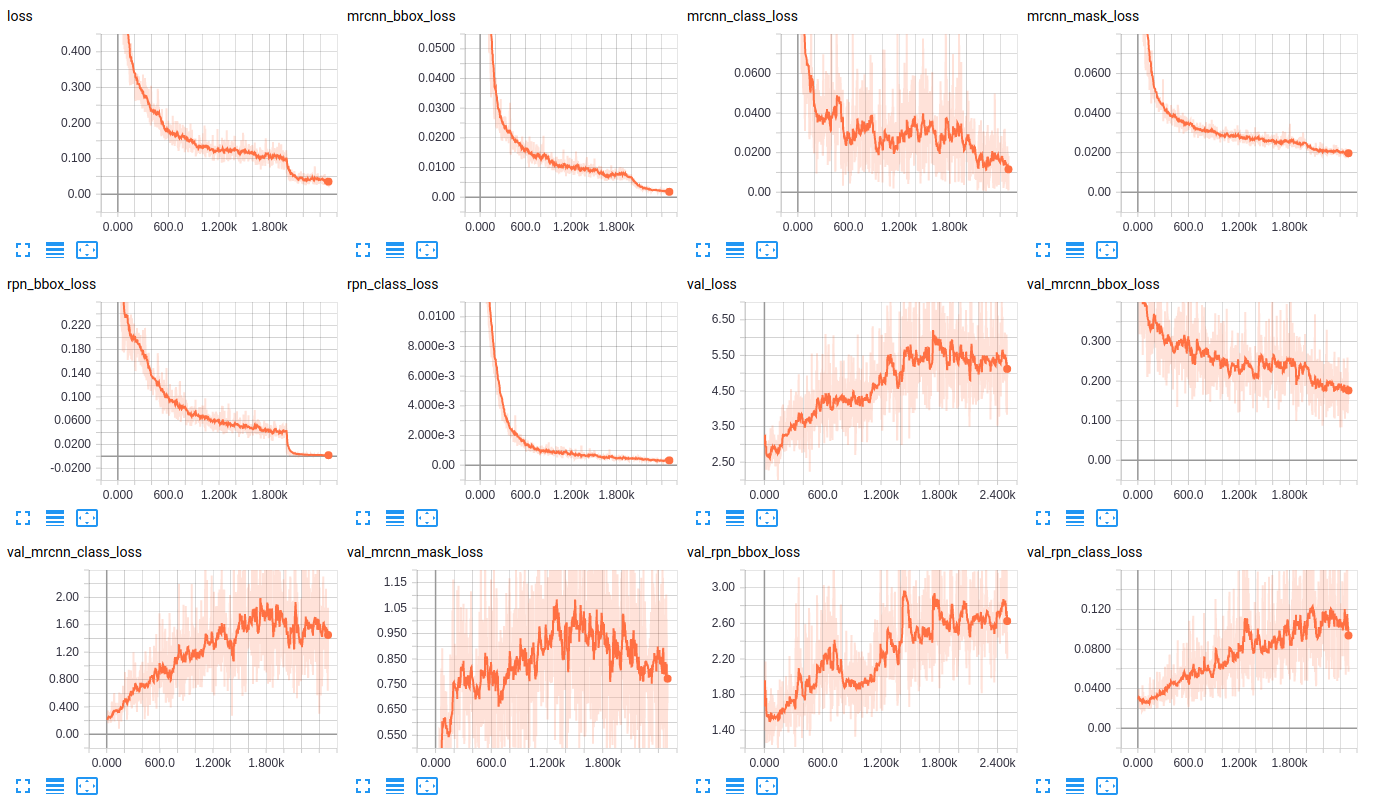 loss
0.400
0.300
0.200
0.100
0.00
0.000 600.0 1.200k 1.800k
mrcnn_bbox_loss
0.0500
0.0400
0.0300
0.0200
0.0100
0.00
0.000 600.0 1.200k 1.800k
mrcnn_class_loss
0.0600
0.0400
0.0200
0.00
0.000 600.0 1.200k 1.800k
mrcnn_mask_loss
0.0600
0.0400
0.0200
0.00
0.000 600.0 1.200k 1.800k
rpn_bbox_loss
0.220
0.180
0.140
0.100
0.0600
0.0200
-0.0200
0.000 600.0 1.200k 1.800k
rpn_class_loss
0.0100
8.000e-3
6.000e-3
4.000e-3
2.000e-3
0.00
0.000 600.0 1.200k 1.800k
val_loss
6.50
5.50
4.50
3.50
2.50
0.000 600.0 1.200k 1.800k 2.400k
val_mrcnn_bbox_loss
0.300
0.200
0.100
0.00
0.000 600.0 1.200k 1.800k
val_mrcnn_class_loss
2.00
1.60
1.20
0.800
0.400
0.00
0.000 600.0 1.200k 1.800k
val_mrcnn_mask_loss
1.15
1.05
0.950
0.850
0.750
0.650
0.550
0.000 600.0 1.200k 1.800k
val_rpn_bbox_loss
3.00
2.60
2.20
1.80
1.40
0.000 600.0 1.200k 1.800k 2.400k
val_rpn_class_loss
0.120
0.0800
0.0400
0.00
0.000 600.0 1.200k 1.800k